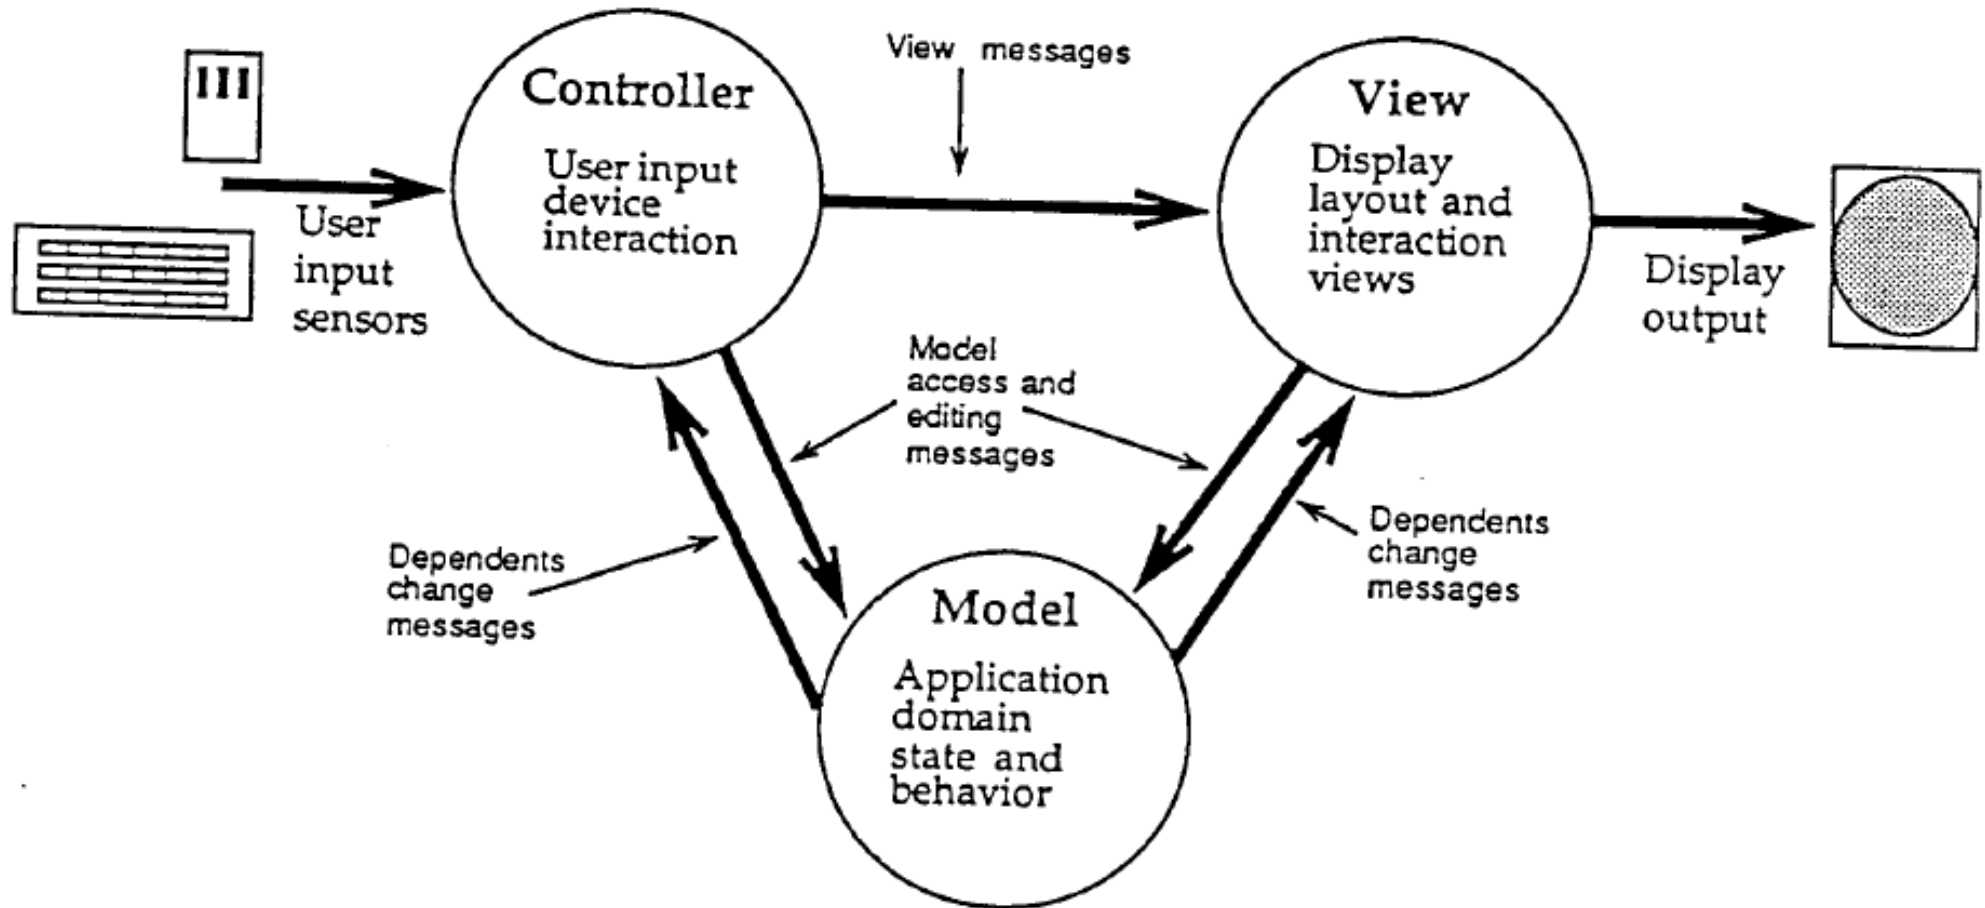 View messages
Controller
User input
device
interaction
View
Display
layout and
interaction
views
User
input
sensors
Display
output
Model
access and
editing
messages
Dependents
change
messages
Dependents
change
messages
Model
Application
domain
state and
behavior